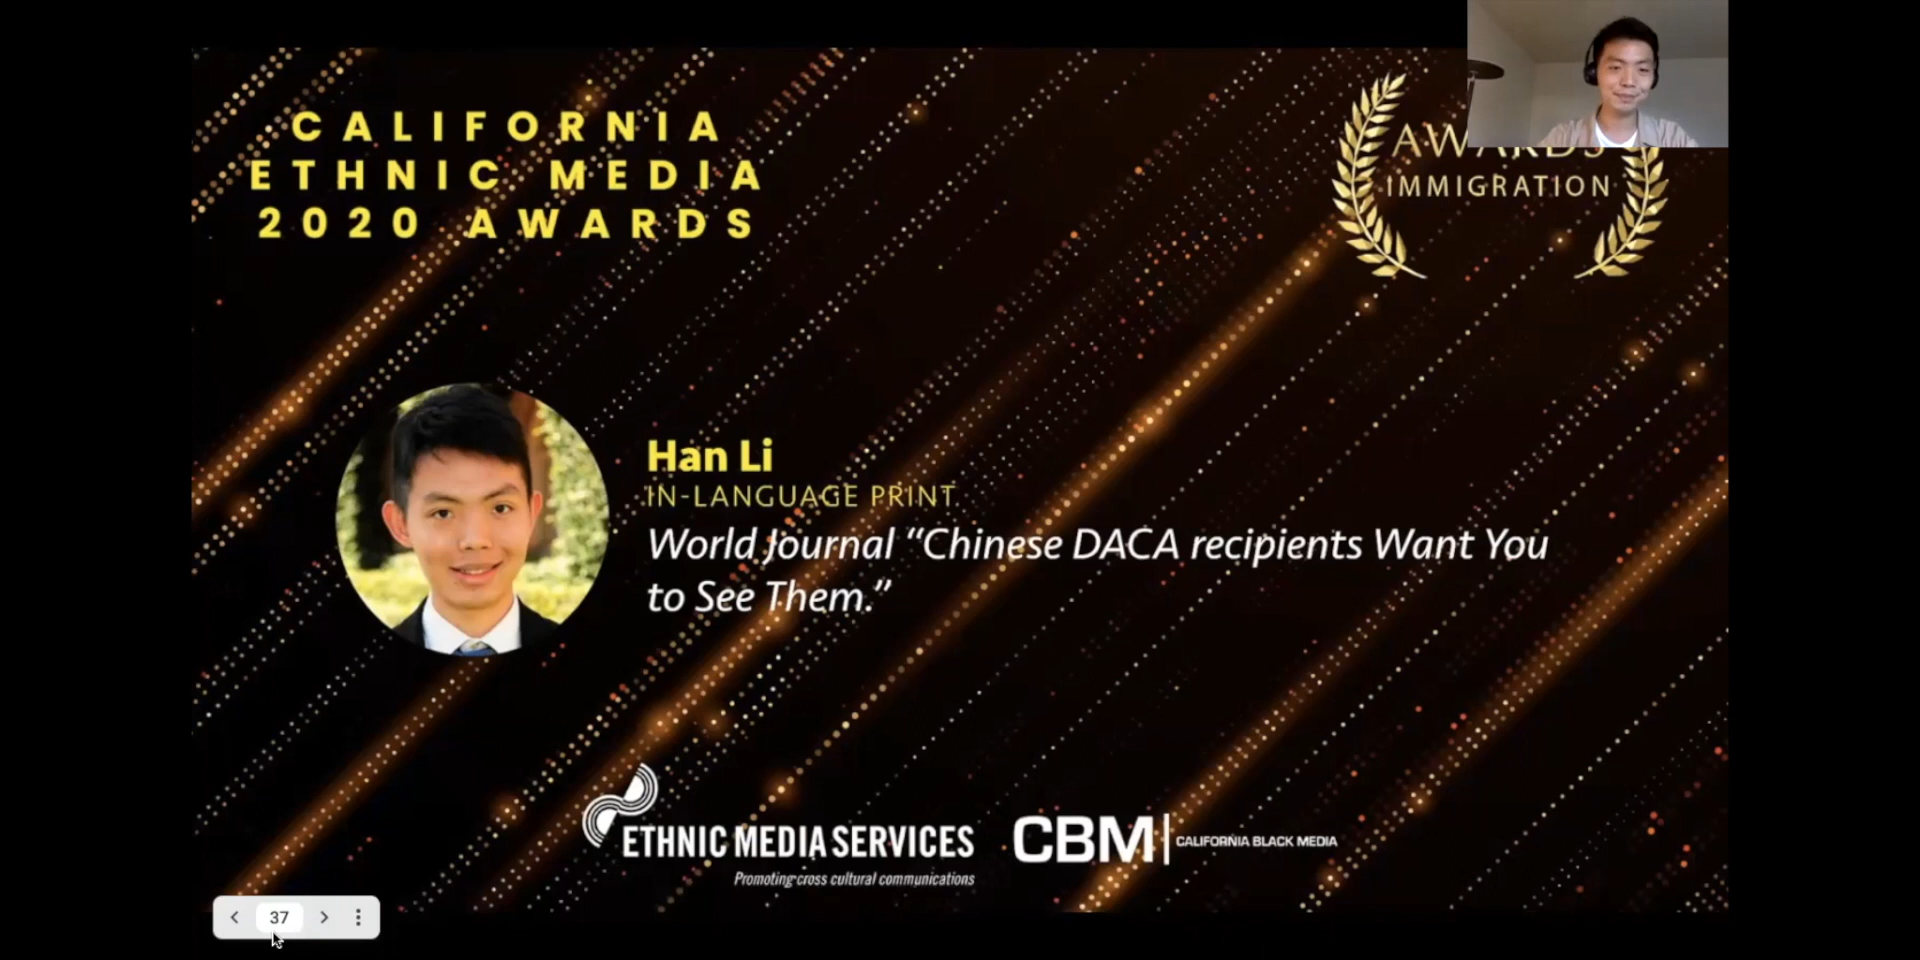 CALIFORNIA
ETHNIC MEDIA
2020 AWARDS
AWARDS
IMMIGRATION
Han Li
IN-LANGUAGE PRINT
World Journal “Chinese DACA recipients Want You
to See Them.”
ETHNIC MEDIA SERVICES
Promoting cross cultural communications
CBM
CALIFORNIA BLACK MEDIA
37